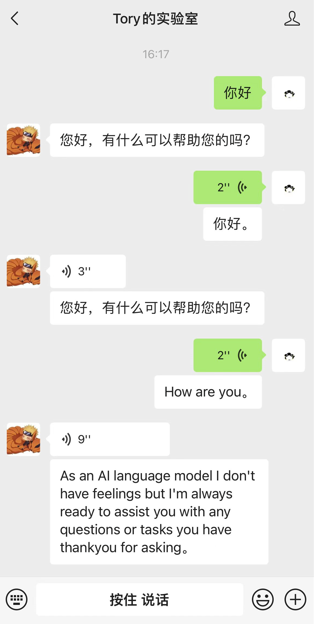 Tory的实验室
16:17
你好
您好，有什么可以帮助您的吗？
2''
你好。
3''
您好，有什么可以帮助您的吗？
2''
How are you。
9''
As an AI language model I don't
have feelings but I'm always
ready to assist you with any
questions or tasks you have
thankyou for asking。
按住 说话